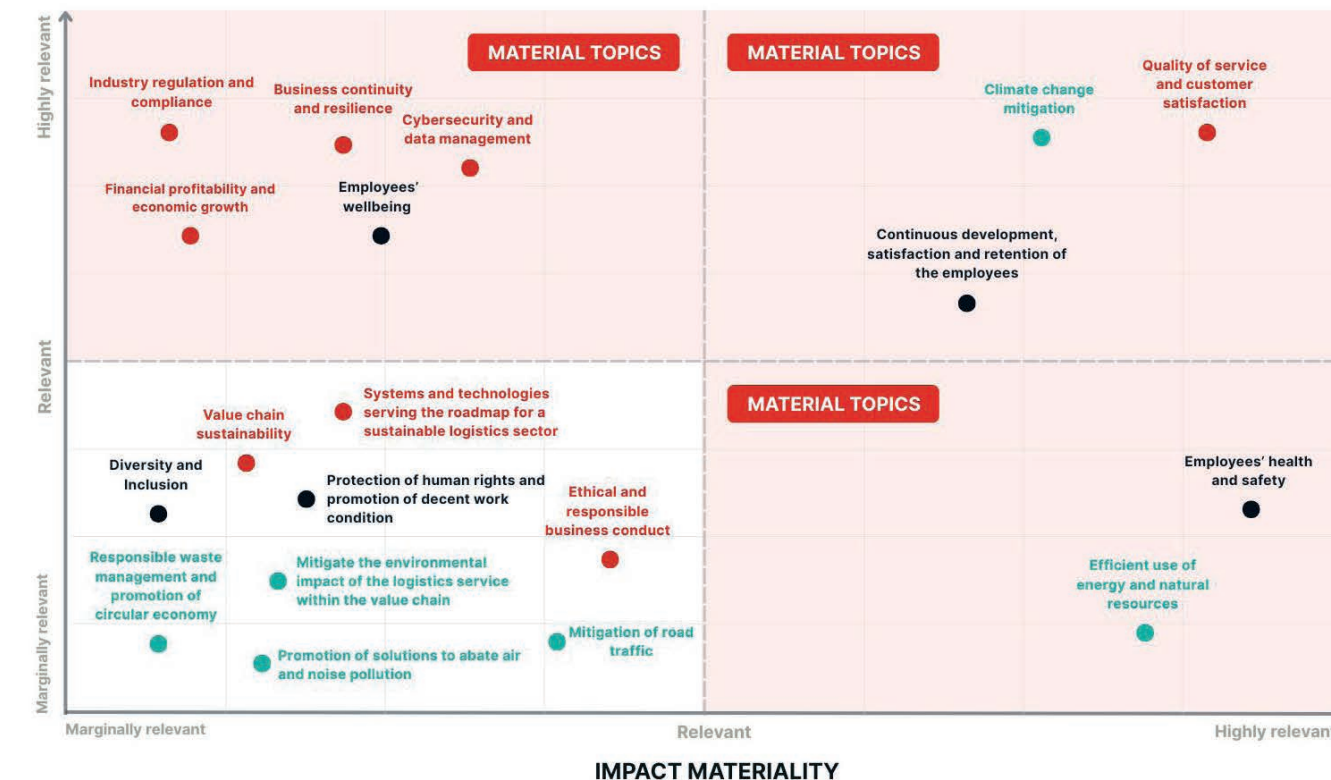 Highly relevant
Relevant
Marginally relevant
MATERIAL TOPICS
Industry regulation and
compliance
Business continuity
and resilience
Cybersecurity and
data management
Financial profitability and
economic growth
Employees’
wellbeing
MATERIAL TOPICS
Climate change
mitigation
Quality of service
and customer
satisfaction
Continuous development,
satisfaction and retention of
the employees
Systems and technologies
serving the roadmap for a
sustainable logistics sector
Value chain
sustainability
Diversity and
Inclusion
Protection of human rights and
promotion of decent work
condition
Ethical and
responsible
business conduct
Responsible waste
management and
promotion of
circular economy
Mitigate the environmental
impact of the logistics service
within the value chain
Mitigation of road
traffic
Promotion of solutions to abate air
and noise pollution
MATERIAL TOPICS
Employees’ health
and safety
Efficient use of
energy and natural
resources
Marginally relevant
Relevant
Highly relevant
IMPACT MATERIALITY